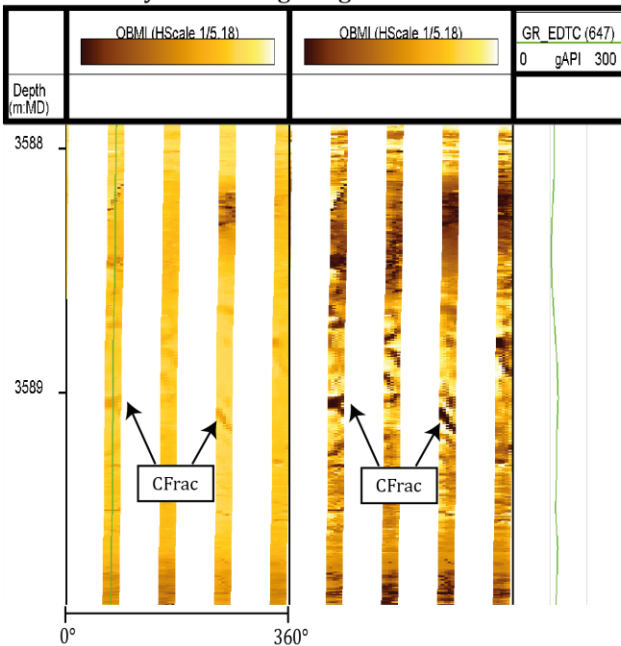 OBMI (HScale 1/5.18) OBMI (HScale 1/5.18) GR_EDTC (647)
0 gAPI 300
Depth
(m:MD)
3588
3589
CFrac CFrac
0° 360°